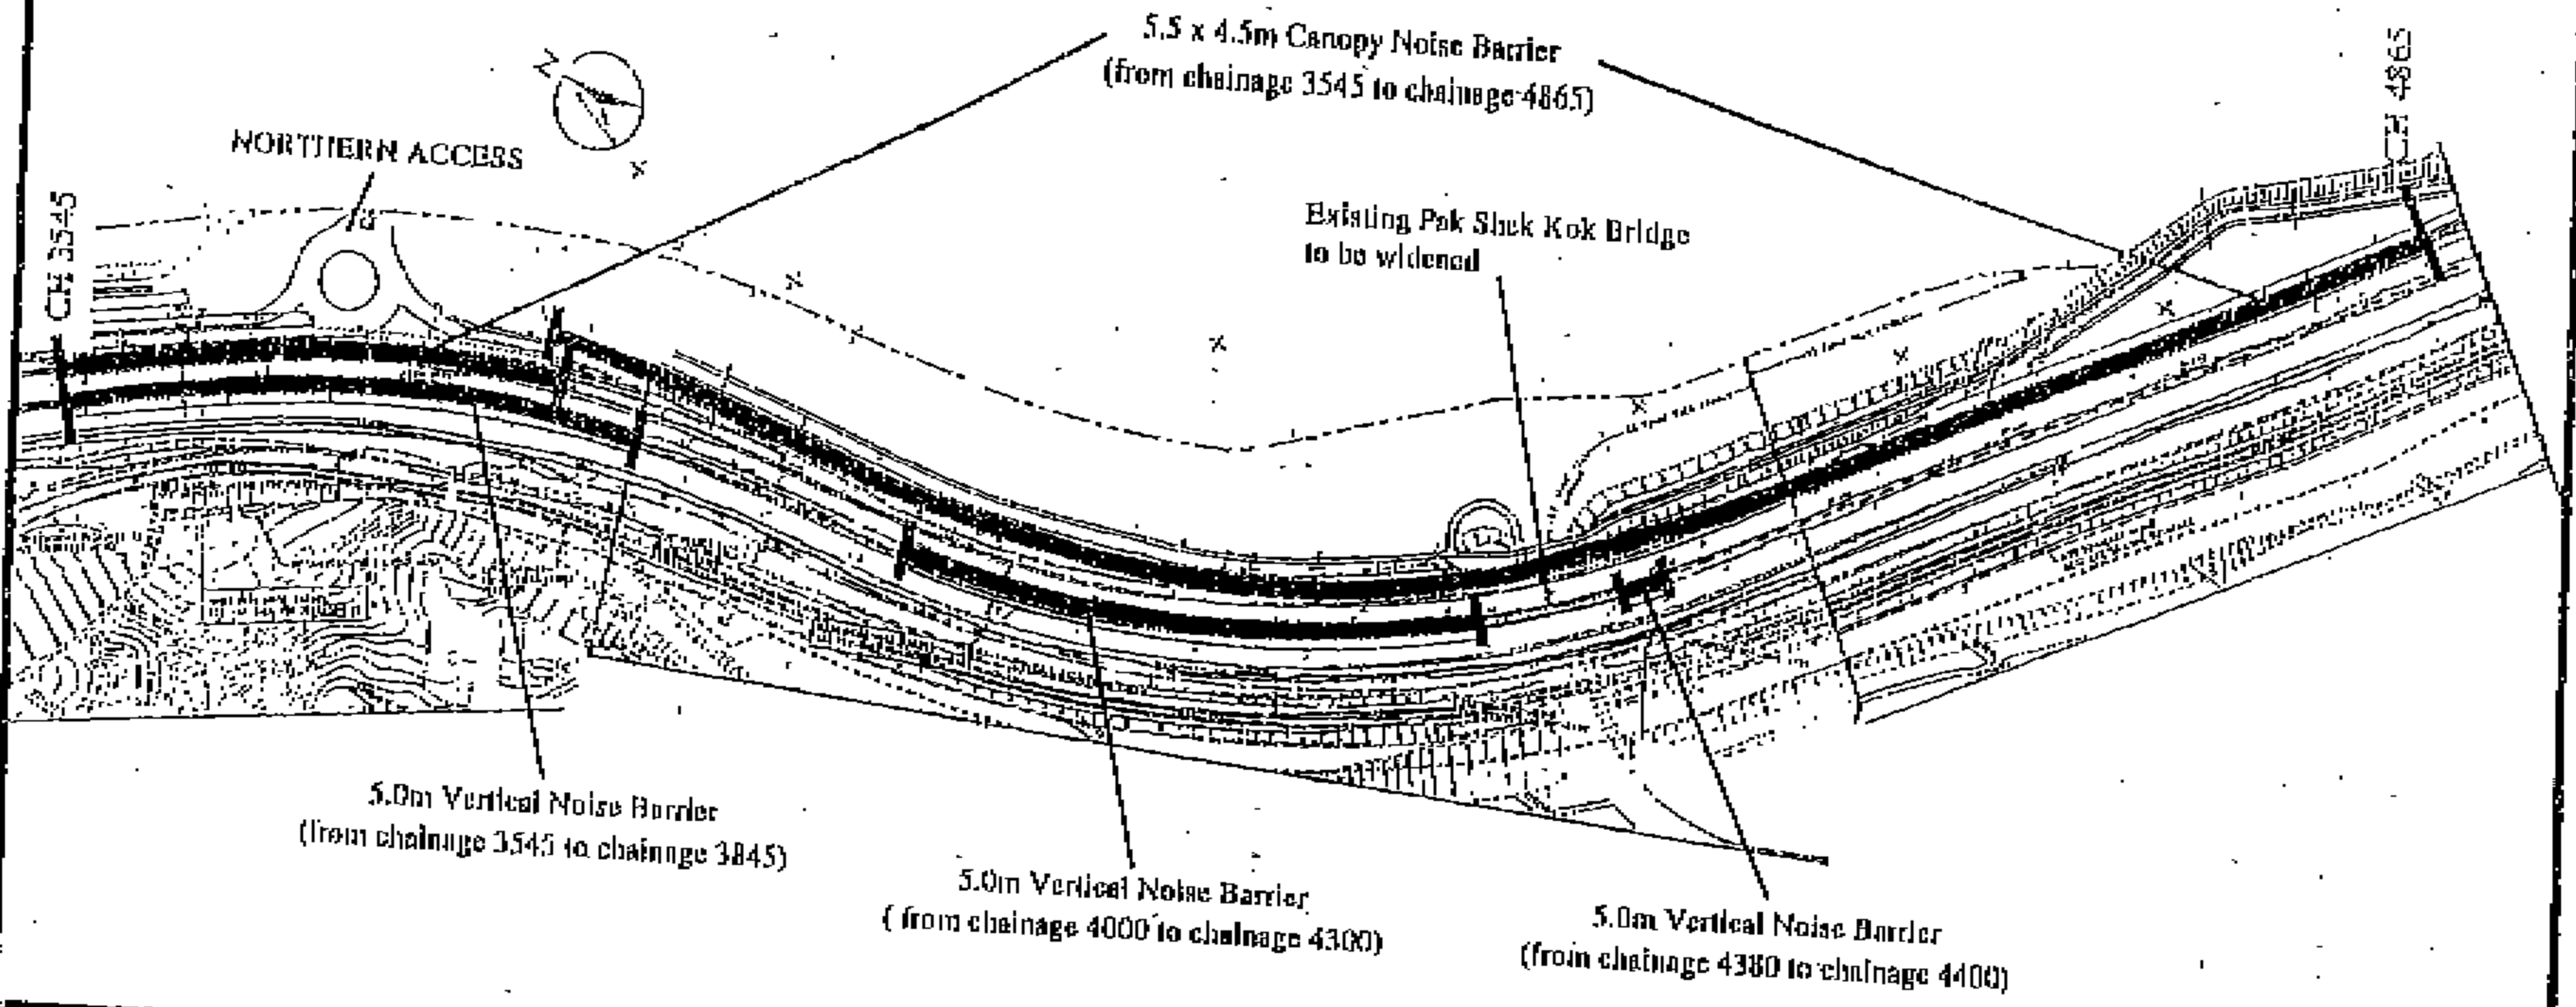 5.5 x 4.5m Canopy Noise Barrier
(from chainage 3545 to chainage 4865)
CH 4865
N
NORTHERN ACCESS
CH 3545
Existing Pak Shek Kok Bridge
to be widened
5.0m Vertical Noise Barrier
(from chainage 3545 to chainage 3845)
5.0m Vertical Noise Barrier
( from chainage 4000 to chainage 4300)
5.0m Vertical Noise Barrier
(from chainage 4380 to chainage 4400)